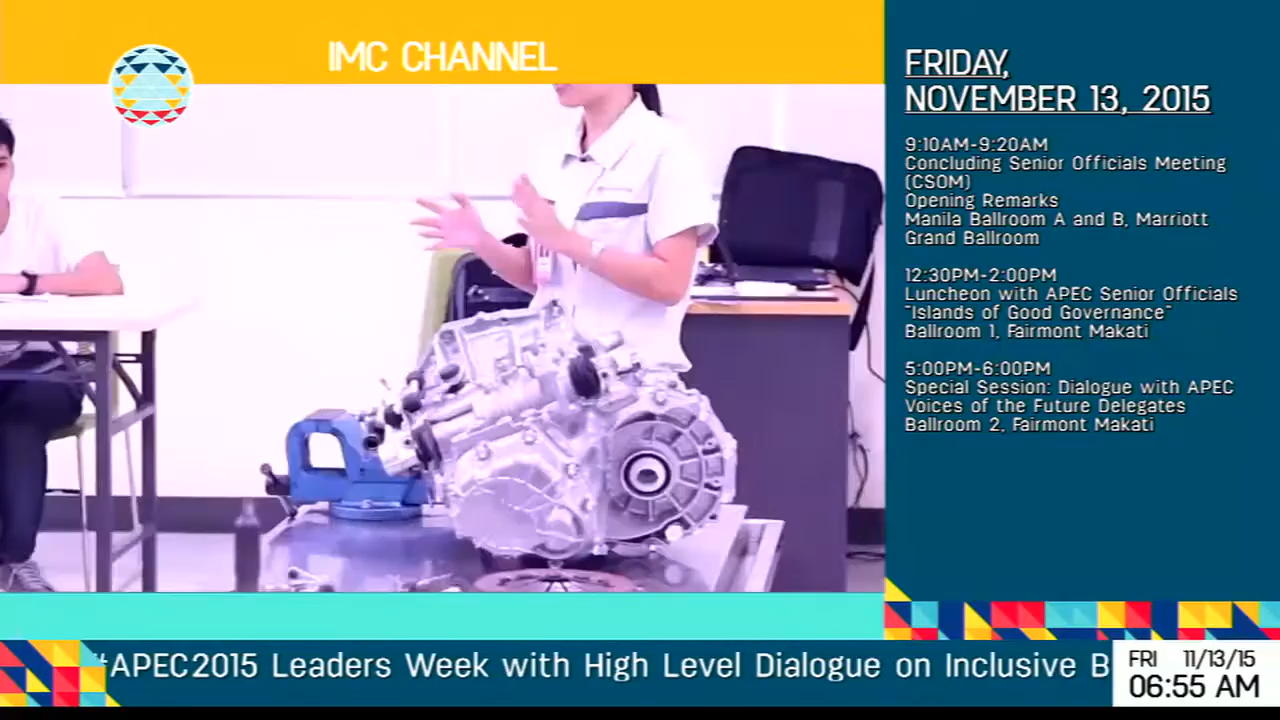 IMC CHANNEL
FRIDAY,
NOVEMBER 13, 2015
9:10AM-9:20AM
Concluding Senior Officials Meeting
(CSOM)
Opening Remarks
Manila Ballroom A and B, Marriott
Grand Ballroom
12:30PM-2:00PM
Luncheon with APEC Senior Officials
"Islands of Good Governance"
Ballroom 1, Fairmont Makati
5:00PM-6:00PM
Special Session: Dialogue with APEC
Voices of the Future Delegates
Ballroom 2, Fairmont Makati
#APEC2015 Leaders Week with High Level Dialogue on Inclusive B
FRI 11/13/15
06:55 AM